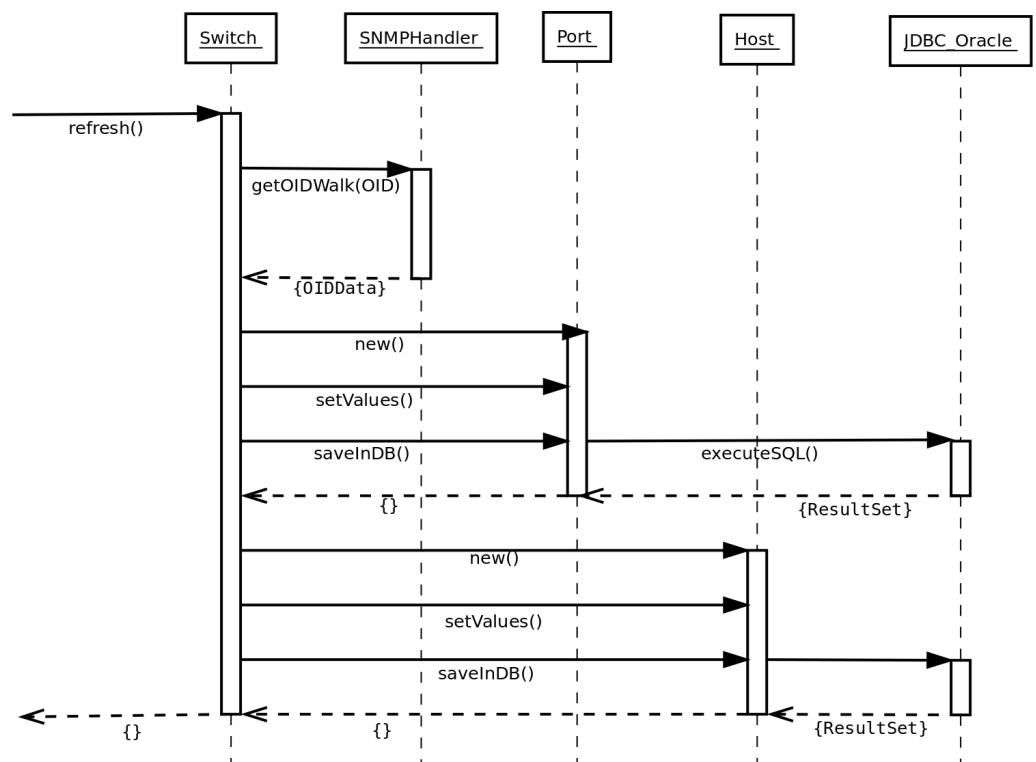 Switch
SNMPHandler
Port
Host
JDBC_Oracle
refresh()
getOIDWalk(OID)
{OIDData}
new()
setValues()
saveInDB()
executeSQL()
{}
{ResultSet}
new()
setValues()
saveInDB()
{}
{}
{ResultSet}